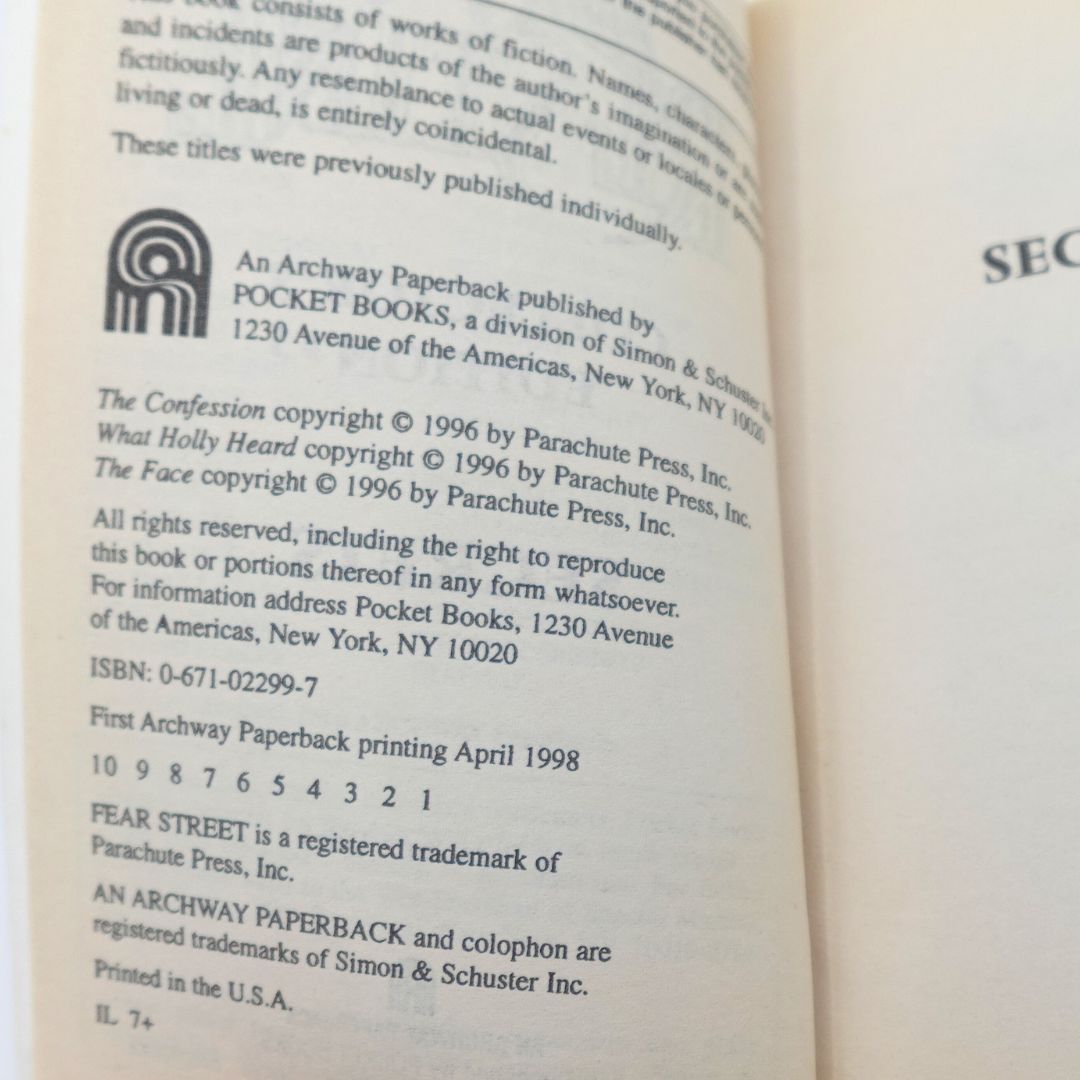 book consists of works of fiction. Names, characters,
and incidents are products of the author's imagination or are
fictitiously. Any resemblance to actual events or locales or persons,
living or dead, is entirely coincidental.
These titles were previously published individually.
An Archway Paperback published by
POCKET BOOKS, a division of Simon & Schuster
1230 Avenue of the Americas, New York, NY 10020
The Confession copyright © 1996 by Parachute Press, Inc.
What Holly Heard copyright © 1996 by Parachute Press, Inc.
The Face copyright © 1996 by Parachute Press, Inc.
All rights reserved, including the right to reproduce
this book or portions thereof in any form whatsoever.
For information address Pocket Books, 1230 Avenue
of the Americas, New York, NY 10020
ISBN: 0-671-02299-7
First Archway Paperback printing April 1998
10 9 8 7 6 5 4 3 2 1
FEAR STREET is a registered trademark of
Parachute Press, Inc.
AN ARCHWAY PAPERBACK and colophon are
registered trademarks of Simon & Schuster Inc.
Printed in the U.S.A.
IL 7+
SEC